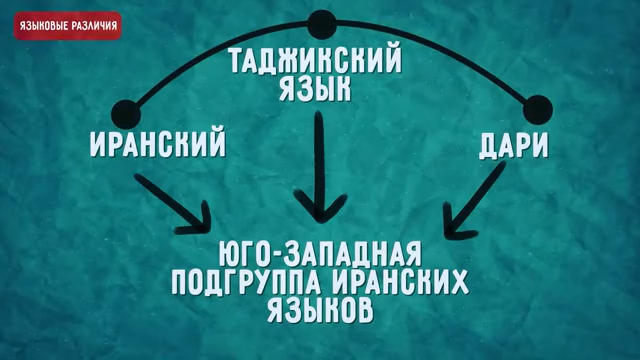 ЯЗЫКОВЫЕ РАЗЛИЧИЯ
ТАДЖИКСКИЙ
ЯЗЫК
ИРАНСКИЙ
ДАРИ
ЮГО-ЗАПАДНАЯ
ПОДГРУППА ИРАНСКИХ
ЯЗЫКОВ